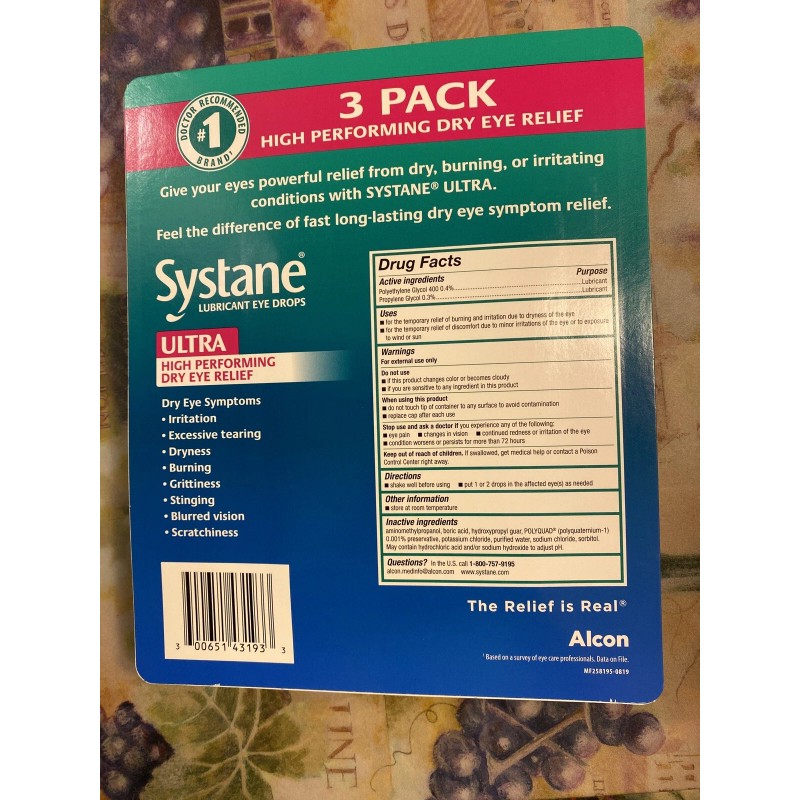 DOCTOR RECOMMENDED
#1
BRAND¹
3 PACK
HIGH PERFORMING DRY EYE RELIEF
Give your eyes powerful relief from dry, burning, or irritating
conditions with SYSTANE® ULTRA.
Feel the difference of fast long-lasting dry eye symptom relief.
Systane®
LUBRICANT EYE DROPS
ULTRA
HIGH PERFORMING
DRY EYE RELIEF
Dry Eye Symptoms
• Irritation
• Excessive tearing
• Dryness
• Burning
• Grittiness
• Stinging
• Blurred vision
• Scratchiness
Drug Facts
Active ingredients Purpose
Polyethylene Glycol 400 0.4%..........Lubricant
Propylene Glycol 0.3%..........Lubricant
Uses
■ for the temporary relief of burning and irritation due to dryness of the eye
■ for the temporary relief of discomfort due to minor irritations of the eye or to exposure
to wind or sun
Warnings
For external use only
Do not use
■ if this product changes color or becomes cloudy
■ if you are sensitive to any ingredient in this product
When using this product
■ do not touch tip of container to any surface to avoid contamination
■ replace cap after each use
Stop use and ask a doctor if you experience any of the following:
■ eye pain ■ changes in vision ■ continued redness or irritation of the eye
■ condition worsens or persists for more than 72 hours
Keep out of reach of children. If swallowed, get medical help or contact a Poison
Control Center right away.
Directions
■ shake well before using ■ put 1 or 2 drops in the affected eye(s) as needed
Other information
■ store at room temperature
Inactive ingredients
aminomethylpropanol, boric acid, hydroxypropyl guar, POLYQUAD® (polyquaternium-1)
0.001% preservative, potassium chloride, purified water, sodium chloride, sorbitol.
May contain hydrochloric acid and/or sodium hydroxide to adjust pH.
Questions? In the U.S. call 1-800-757-9195
alcon.medinfo@alcon.com www.systane.com
3 00651 43193 3
The Relief is Real®
Alcon
¹ Based on a survey of eye care professionals. Data on File.
MF258195-0819